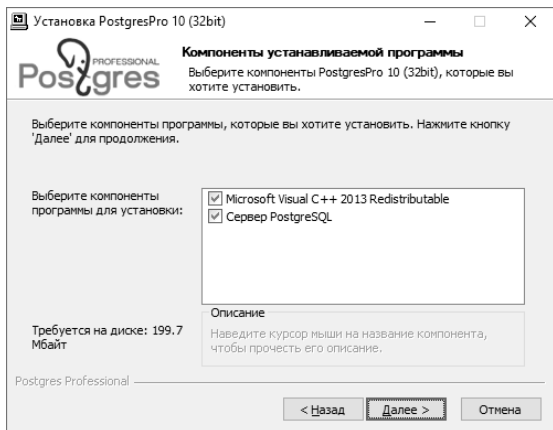 Установка PostgresPro 10 (32bit)
PROFESSIONAL
Postgres
Компоненты устанавливаемой программы
Выберите компоненты PostgresPro 10 (32bit), которые вы
хотите установить.
Выберите компоненты программы, которые вы хотите установить. Нажмите кнопку
'Далее' для продолжения.
Выберите компоненты
программы для установки:
Microsoft Visual C++ 2013 Redistributable
Сервер PostgreSQL
Требуется на диске: 199.7
Мбайт
Описание
Наведите курсор мыши на название компонента,
чтобы прочесть его описание.
Postgres Professional
< Назад
Далее >
Отмена